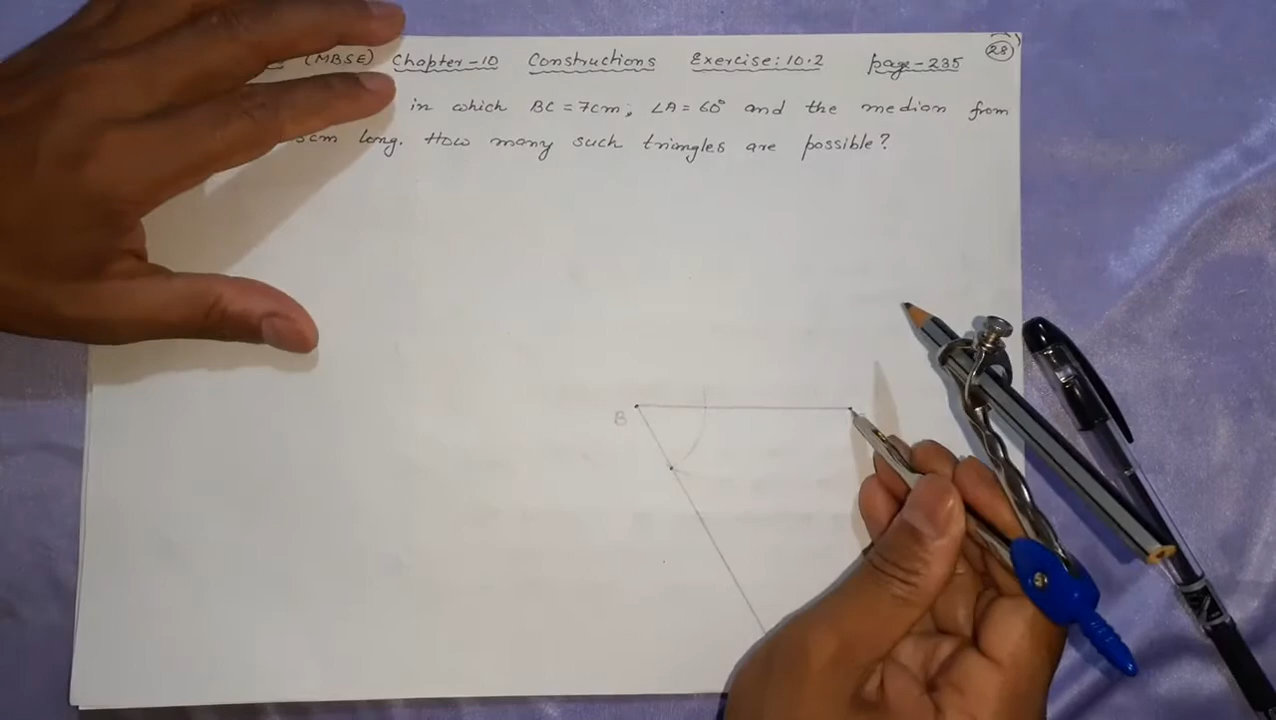 (MBSE) Chapter-10 Constructions Exercise: 10.2 page-235 28
in which BC = 7cm; ∠A = 60° and the median from
cm long. How many such triangles are possible?
B